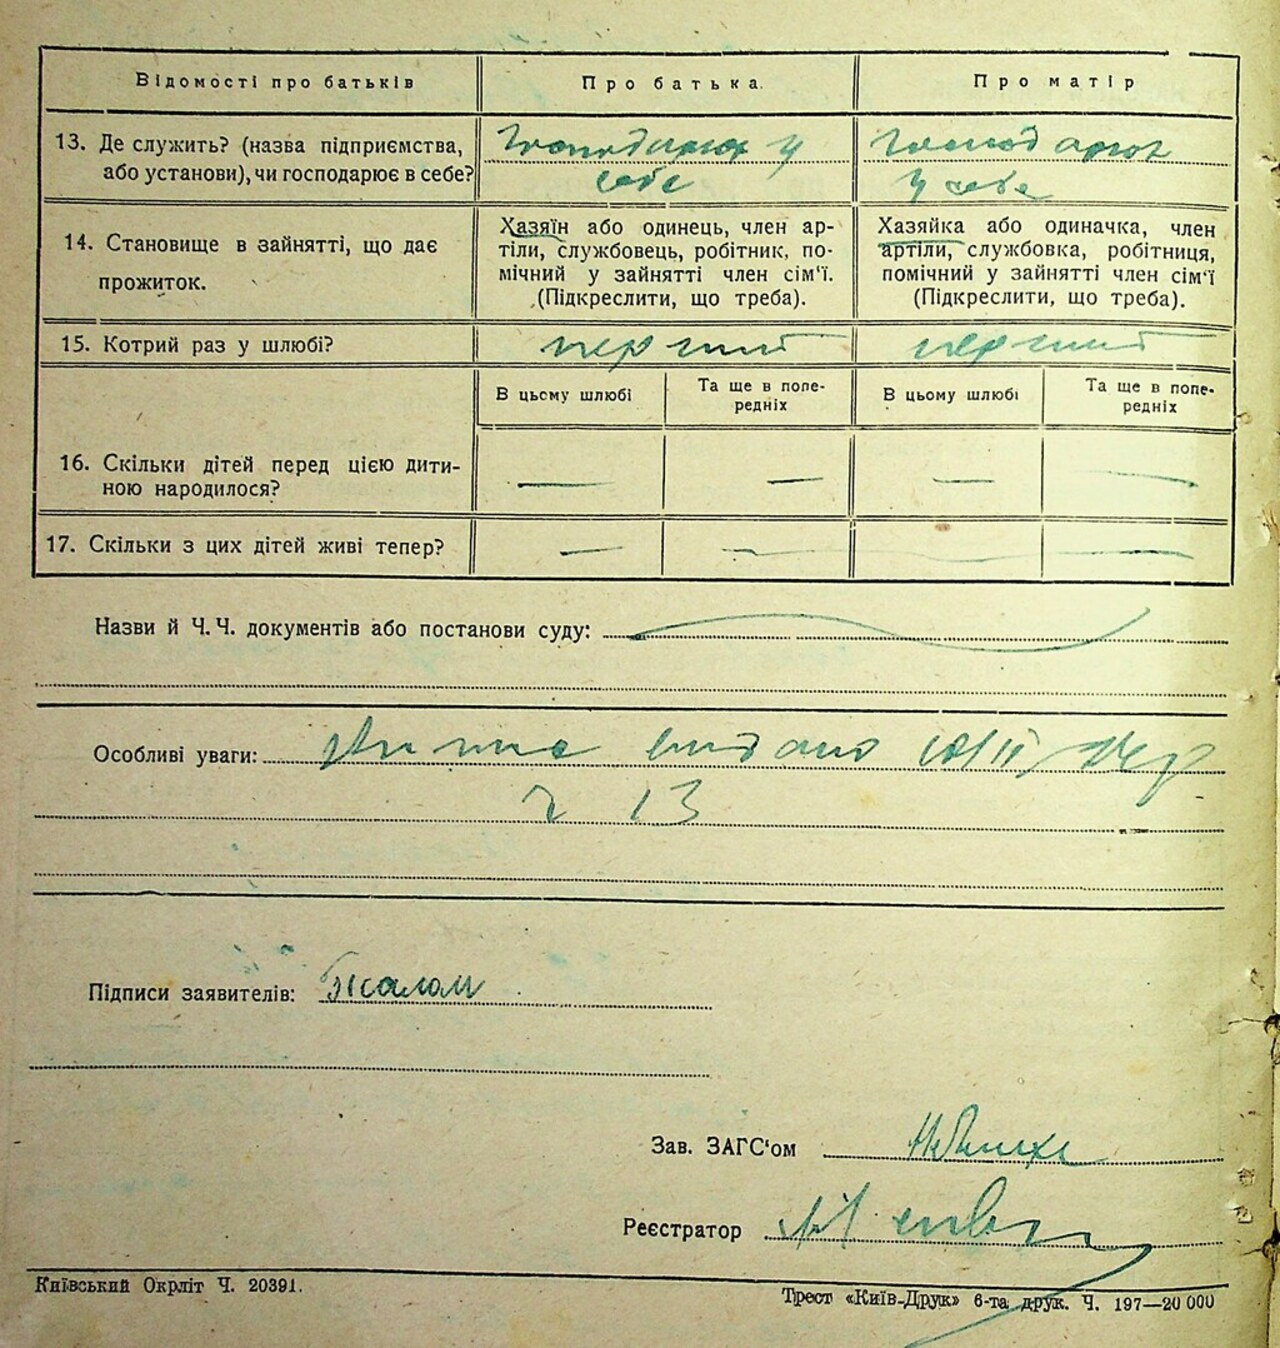 Відомості про батьків
Про батька
Про матір
13. Де служить? (назва підприємства,
або установи), чи господарює в себе?
у
себе
у себе
14. Становище в зайнятті, що дає
прожиток.
Хазяїн або одинець, член ар-
тіли, службовець, робітник, по-
мічний у зайнятті член сім'ї.
(Підкреслити, що треба).
Хазяйка або одиначка, член
артіли, службовка, робітниця,
помічний у зайнятті член сім'ї
(Підкреслити, що треба).
15. Котрий раз у шлюбі?
перший
перший
В цьому шлюбі
Та ще в попе-
редніх
В цьому шлюбі
Та ще в попе-
редніх
16. Скільки дітей перед цією дити-
ною народилося?
— — — —
17. Скільки з цих дітей живі тепер?
— — — —
Назви й Ч.Ч. документів або постанови суду:
Особливі уваги: видано
ч 13
Підписи заявителів:
Зав. ЗАГС'ом
Реєстратор
Київський Окрліт Ч. 20391.
Трест «Київ-Друк» 6-та друк. Ч. 197—20 000